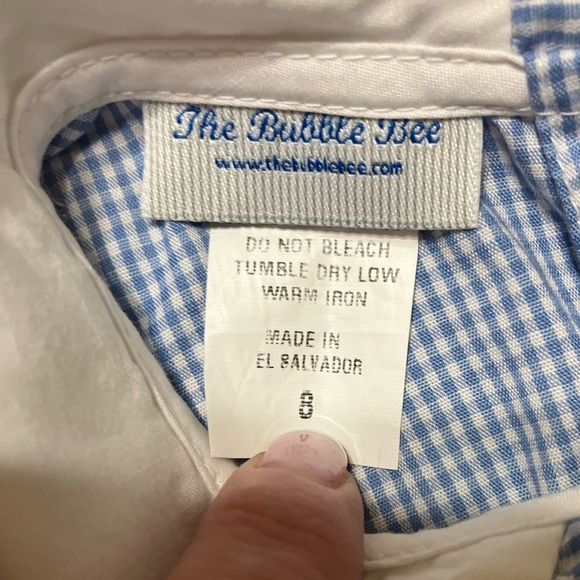 The Bubble Bee
www.thebubblebee.com
DO NOT BLEACH
TUMBLE DRY LOW
WARM IRON
MADE IN
EL SALVADOR
8